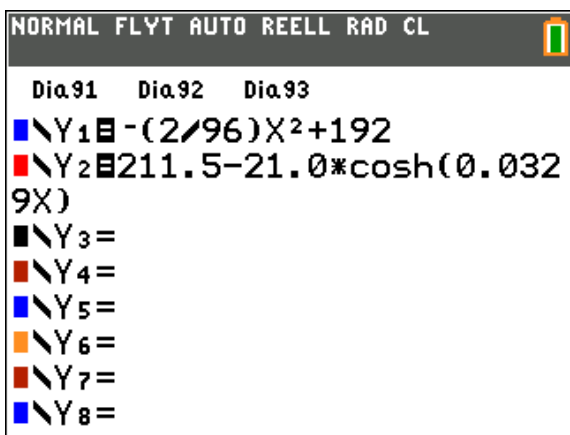 NORMAL FLYT AUTO REELL RAD CL
Dia91 Dia92 Dia93
\Y₁=-(2/96)X²+192
\Y₂=211.5-21.0*cosh(0.032
9X)
\Y₃=
\Y₄=
\Y₅=
\Y₆=
\Y₇=
\Y₈=